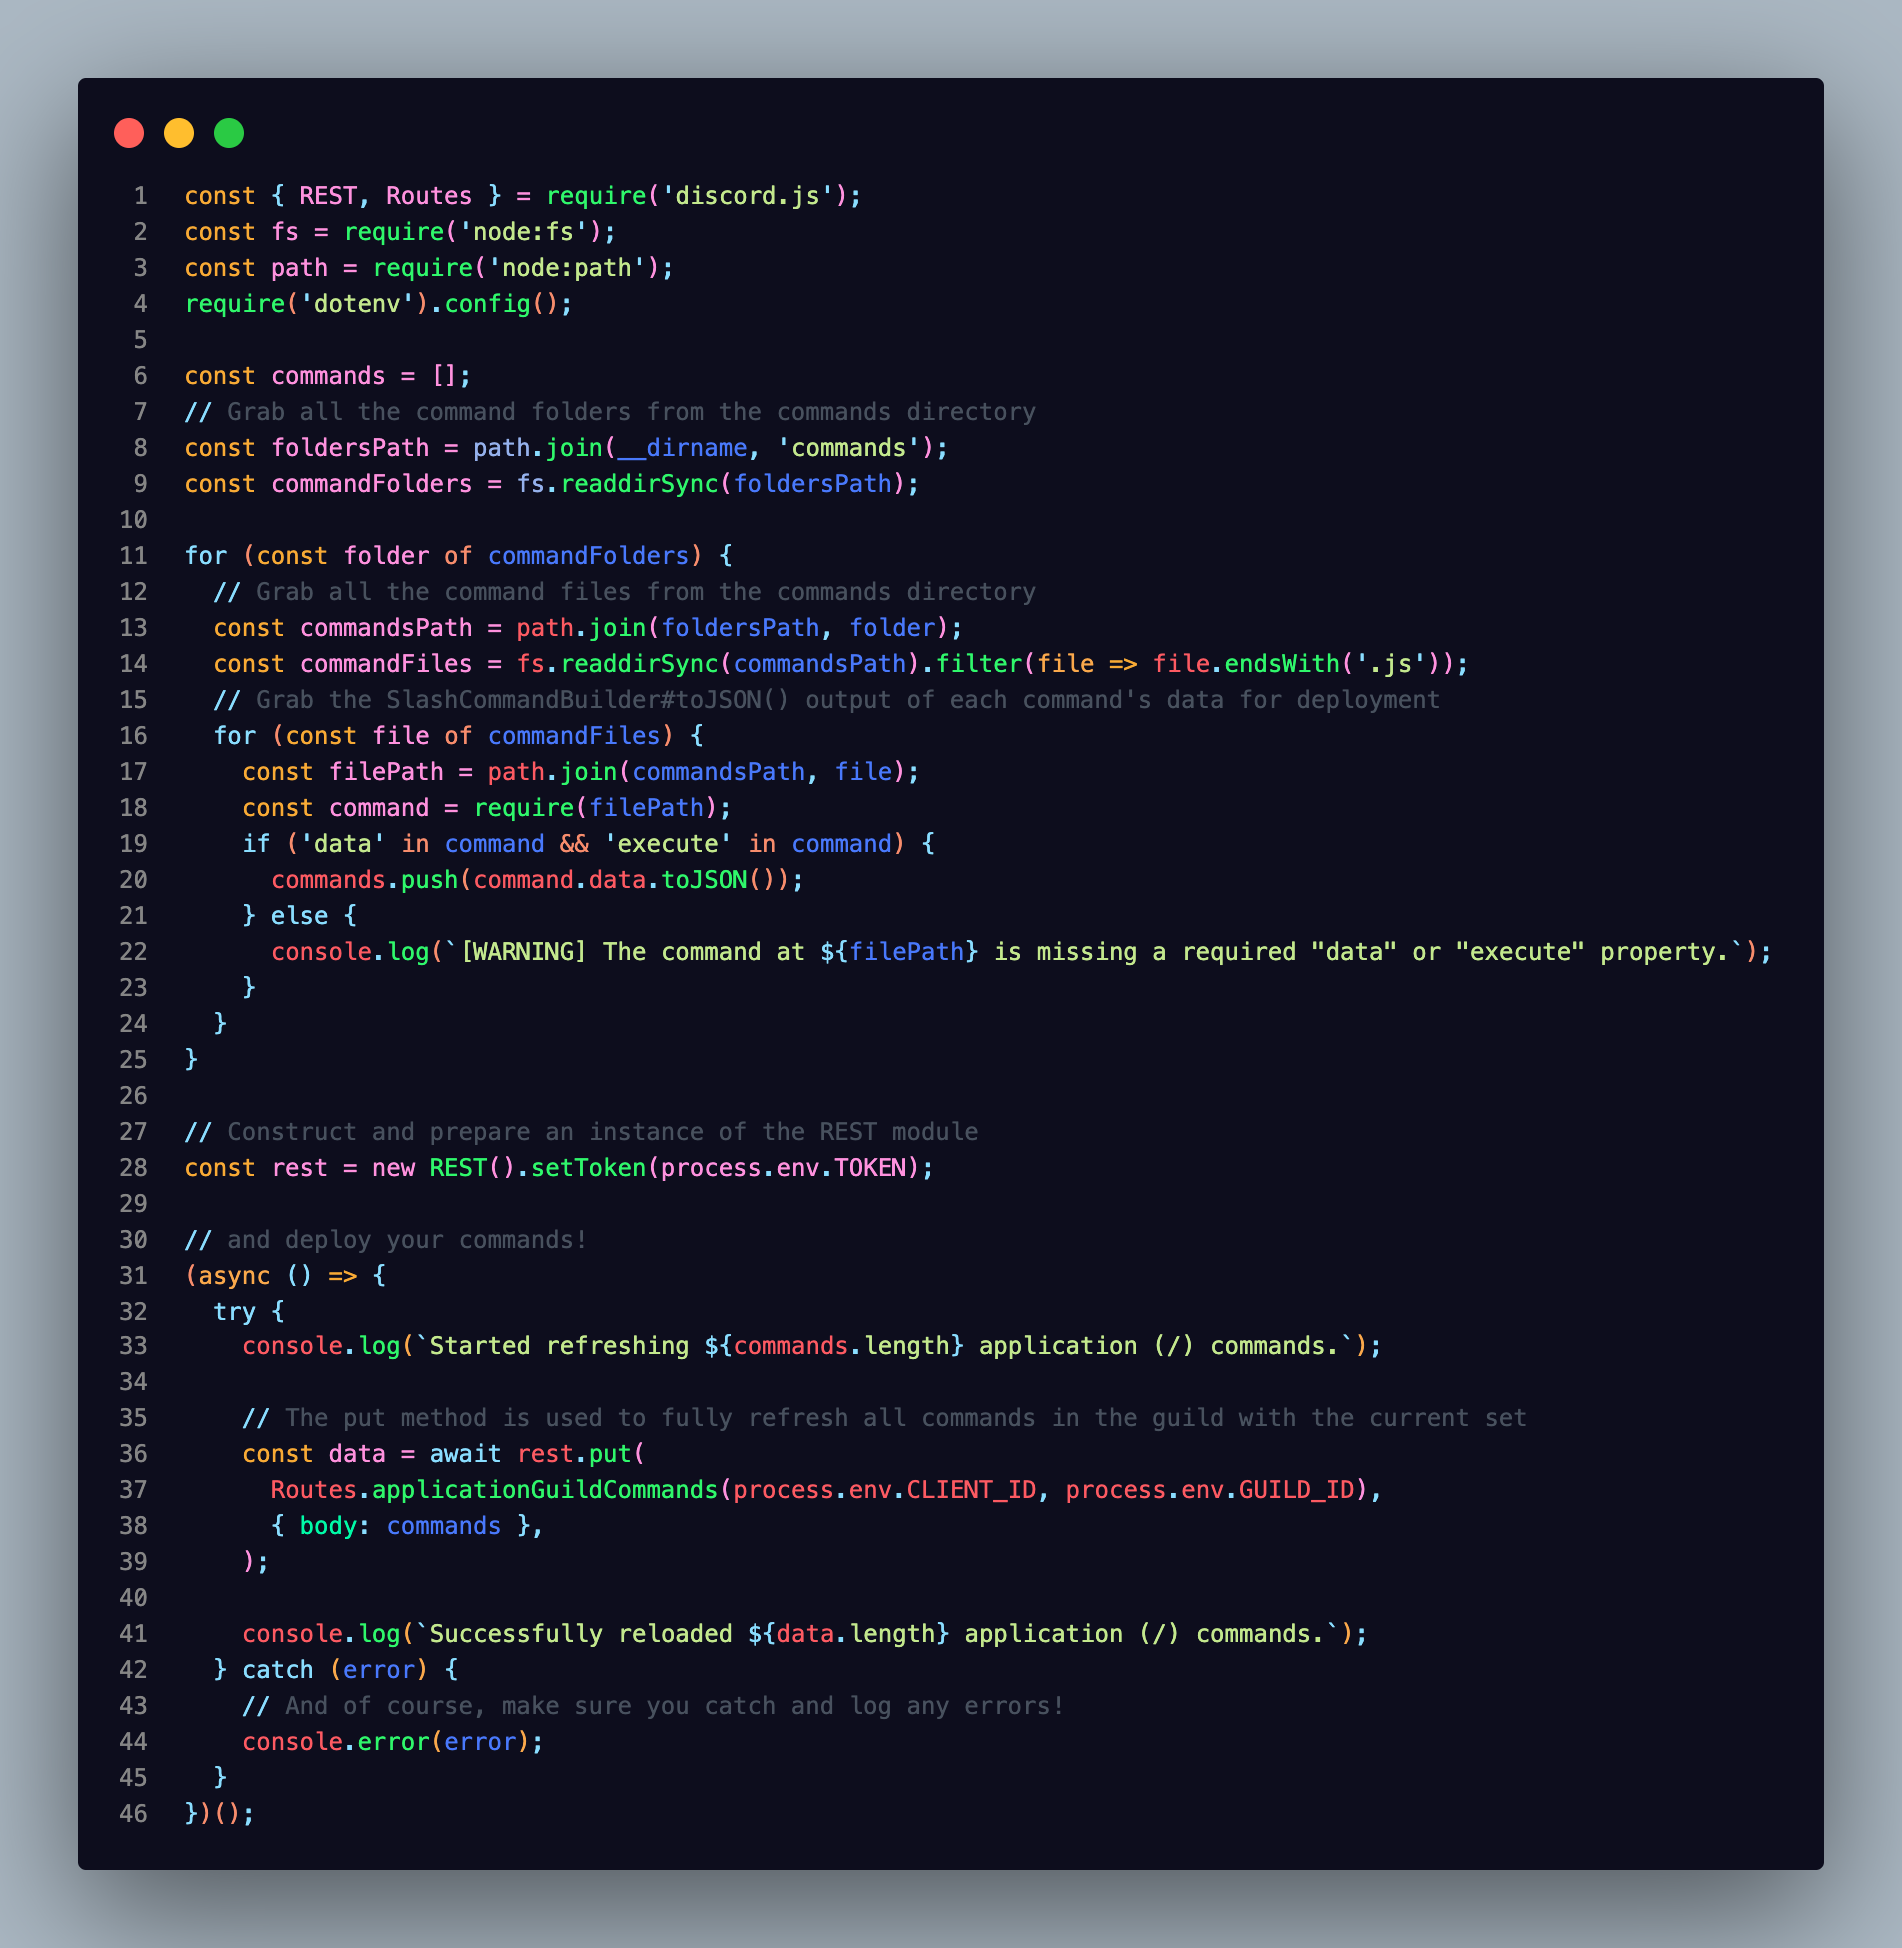 1 const { REST, Routes } = require('discord.js');
2 const fs = require('node:fs');
3 const path = require('node:path');
4 require('dotenv').config();
5
6 const commands = [];
7 // Grab all the command folders from the commands directory
8 const foldersPath = path.join(__dirname, 'commands');
9 const commandFolders = fs.readdirSync(foldersPath);
10
11 for (const folder of commandFolders) {
12   // Grab all the command files from the commands directory
13   const commandsPath = path.join(foldersPath, folder);
14   const commandFiles = fs.readdirSync(commandsPath).filter(file => file.endsWith('.js'));
15   // Grab the SlashCommandBuilder#toJSON() output of each command's data for deployment
16   for (const file of commandFiles) {
17     const filePath = path.join(commandsPath, file);
18     const command = require(filePath);
19     if ('data' in command && 'execute' in command) {
20       commands.push(command.data.toJSON());
21     } else {
22       console.log(`[WARNING] The command at ${filePath} is missing a required "data" or "execute" property.`);
23     }
24   }
25 }
26
27 // Construct and prepare an instance of the REST module
28 const rest = new REST().setToken(process.env.TOKEN);
29
30 // and deploy your commands!
31 (async () => {
32   try {
33     console.log(`Started refreshing ${commands.length} application (/) commands.`);
34
35     // The put method is used to fully refresh all commands in the guild with the current set
36     const data = await rest.put(
37       Routes.applicationGuildCommands(process.env.CLIENT_ID, process.env.GUILD_ID),
38       { body: commands },
39     );
40
41     console.log(`Successfully reloaded ${data.length} application (/) commands.`);
42   } catch (error) {
43     // And of course, make sure you catch and log any errors!
44     console.error(error);
45   }
46 })();